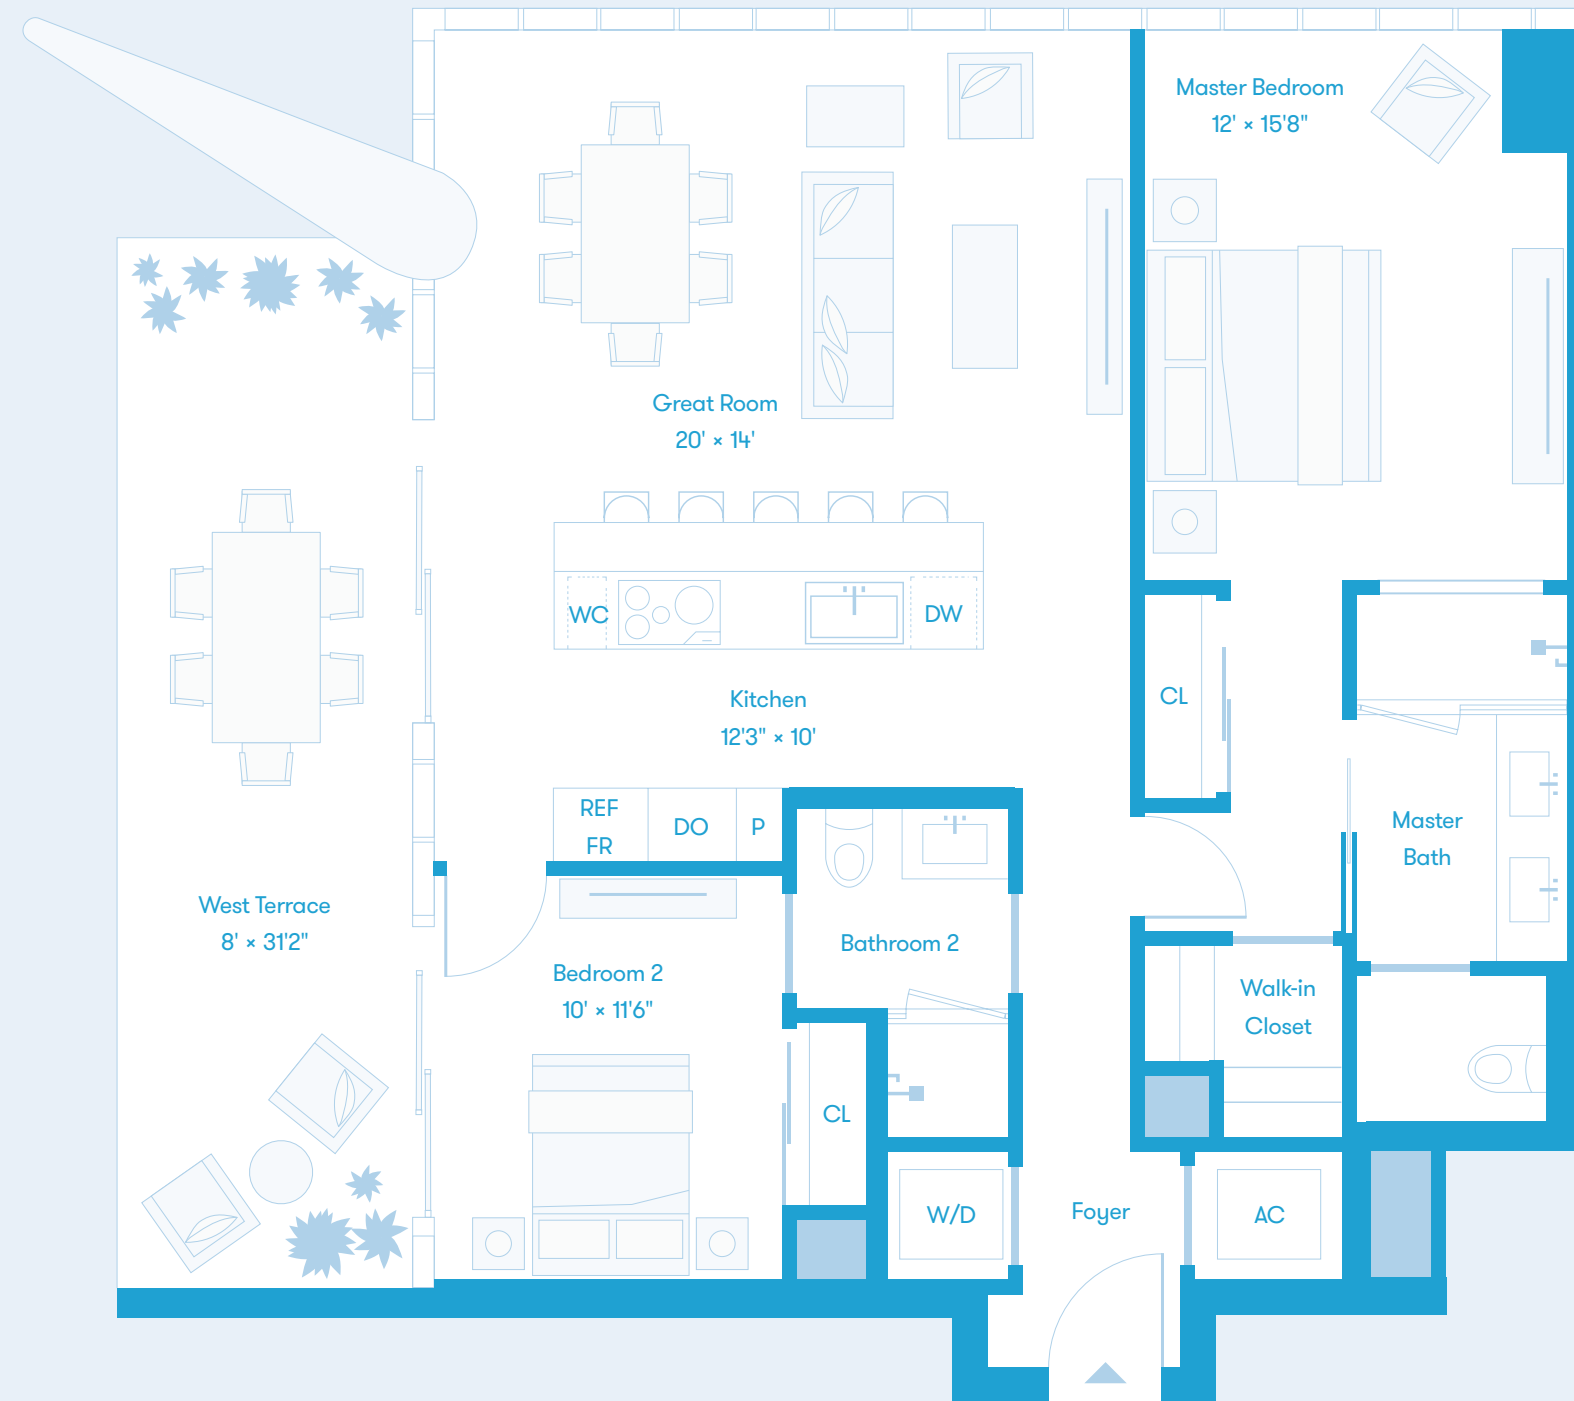 Master Bedroom
12' × 15'8"
Great Room
20' × 14'
WC
DW
Kitchen
12'3" × 10'
CL
REF
FR
DO
P
Master
Bath
West Terrace
8' × 31'2"
Bathroom 2
Bedroom 2
10' × 11'6"
Walk-in
Closet
CL
W/D
Foyer
AC